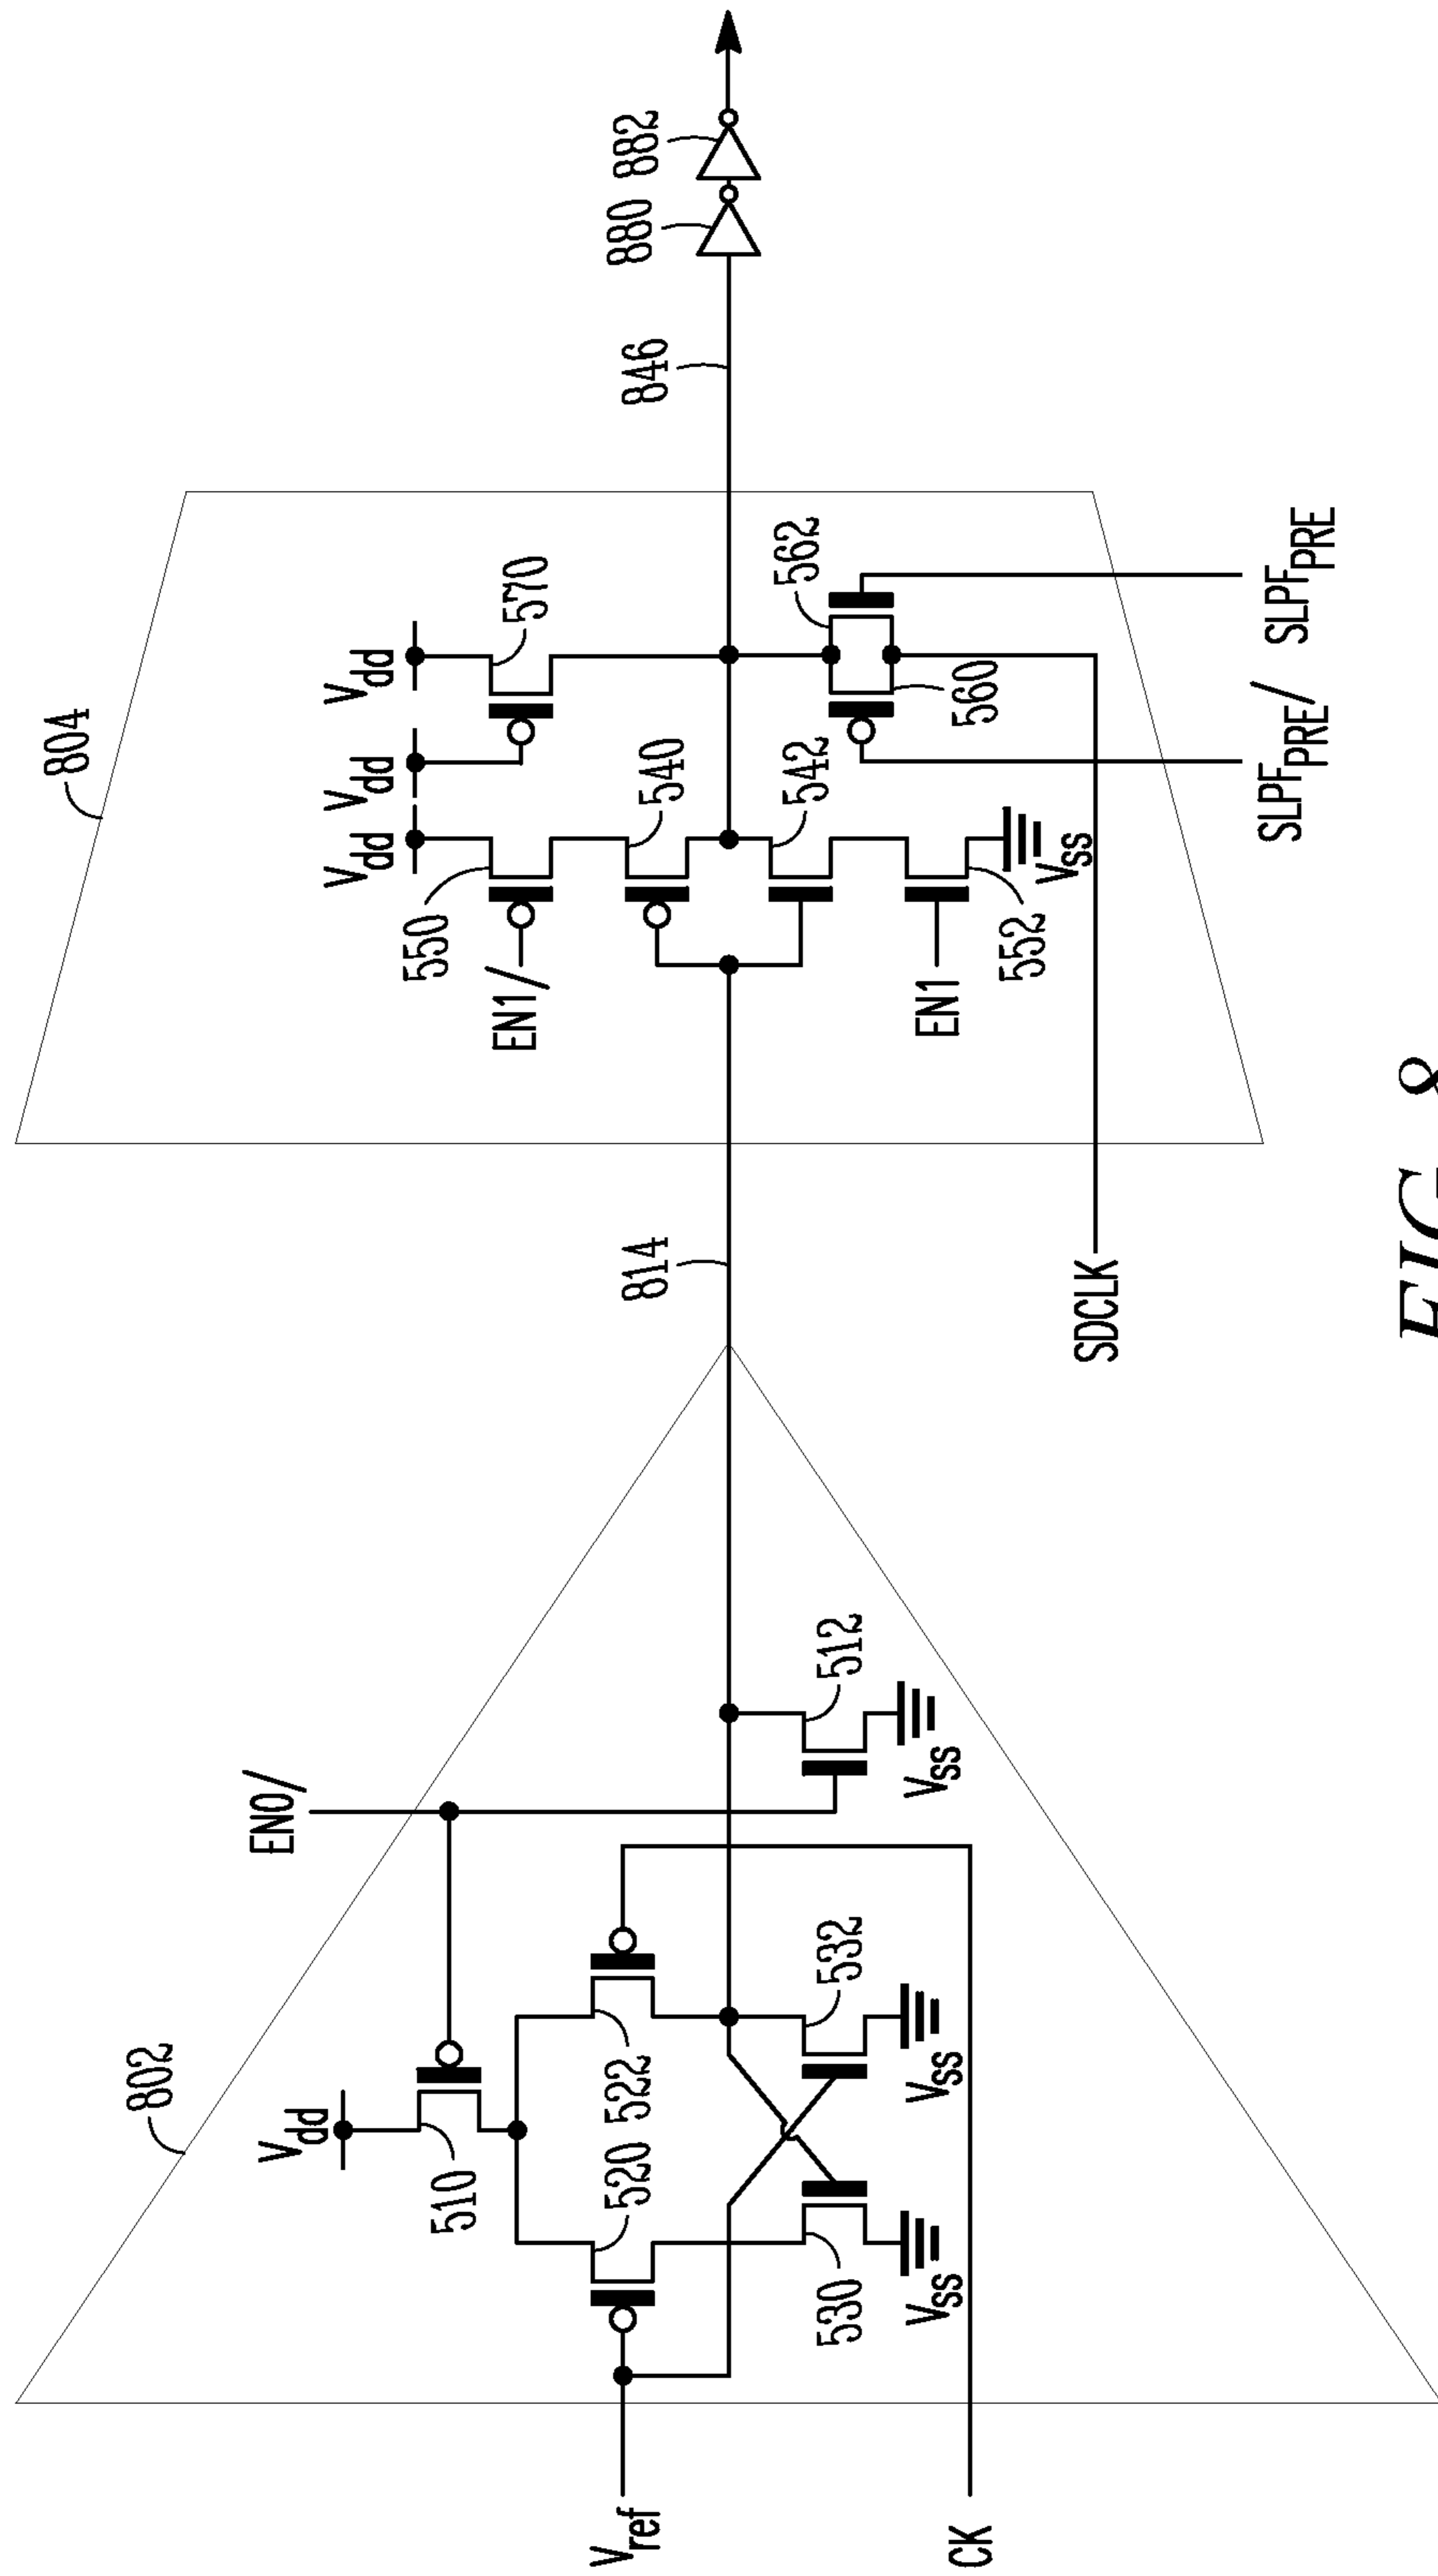 802
804
Vdd
EN0/
Vdd
Vdd
Vdd
510
550
EN1/
570
520
522
814
540
846
880
882
Vref
530
532
512
EN1
542
562
Vss
Vss
Vss
552
Vss
560
CK
SDCLK
SLPFPRE/
SLPFPRE
FIG. 8